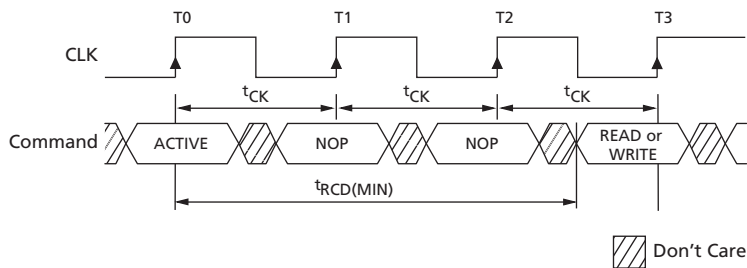 T0 T1 T2 T3
CLK
tCK tCK tCK
Command ACTIVE NOP NOP READ or
WRITE
tRCD(MIN)
Don't Care